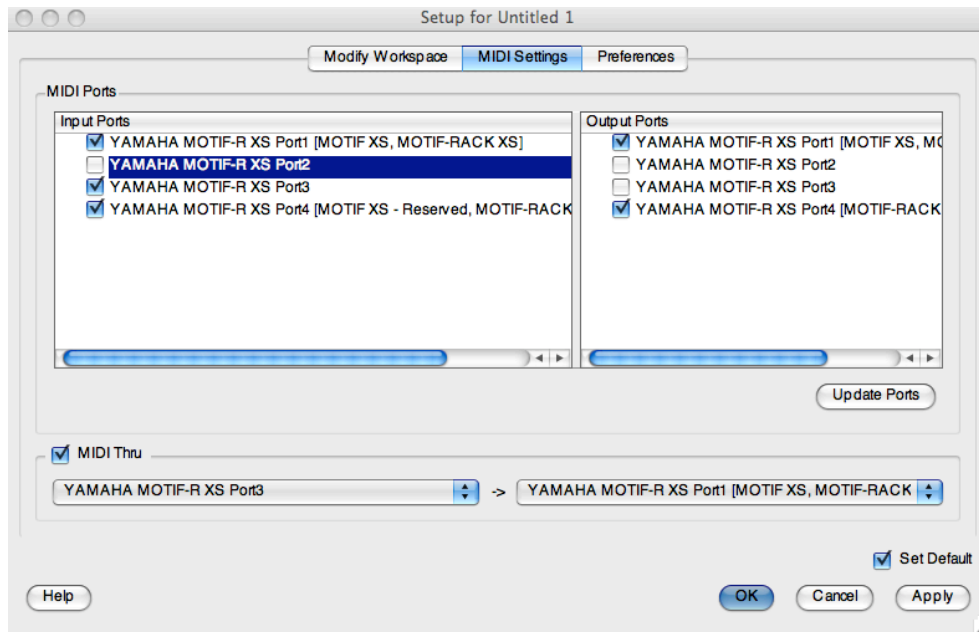 Setup for Untitled 1
Modify Workspace
MIDI Settings
Preferences
MIDI Ports
Input Ports
YAMAHA MOTIF-R XS Port1 [MOTIF XS, MOTIF-RACK XS]
YAMAHA MOTIF-R XS Port2
YAMAHA MOTIF-R XS Port3
YAMAHA MOTIF-R XS Port4 [MOTIF XS - Reserved, MOTIF-RACK
Output Ports
YAMAHA MOTIF-R XS Port1 [MOTIF XS, MO
YAMAHA MOTIF-R XS Port2
YAMAHA MOTIF-R XS Port3
YAMAHA MOTIF-R XS Port4 [MOTIF-RACK
Update Ports
MIDI Thru
YAMAHA MOTIF-R XS Port3
->
YAMAHA MOTIF-R XS Port1 [MOTIF XS, MOTIF-RACK
Set Default
Help
OK
Cancel
Apply